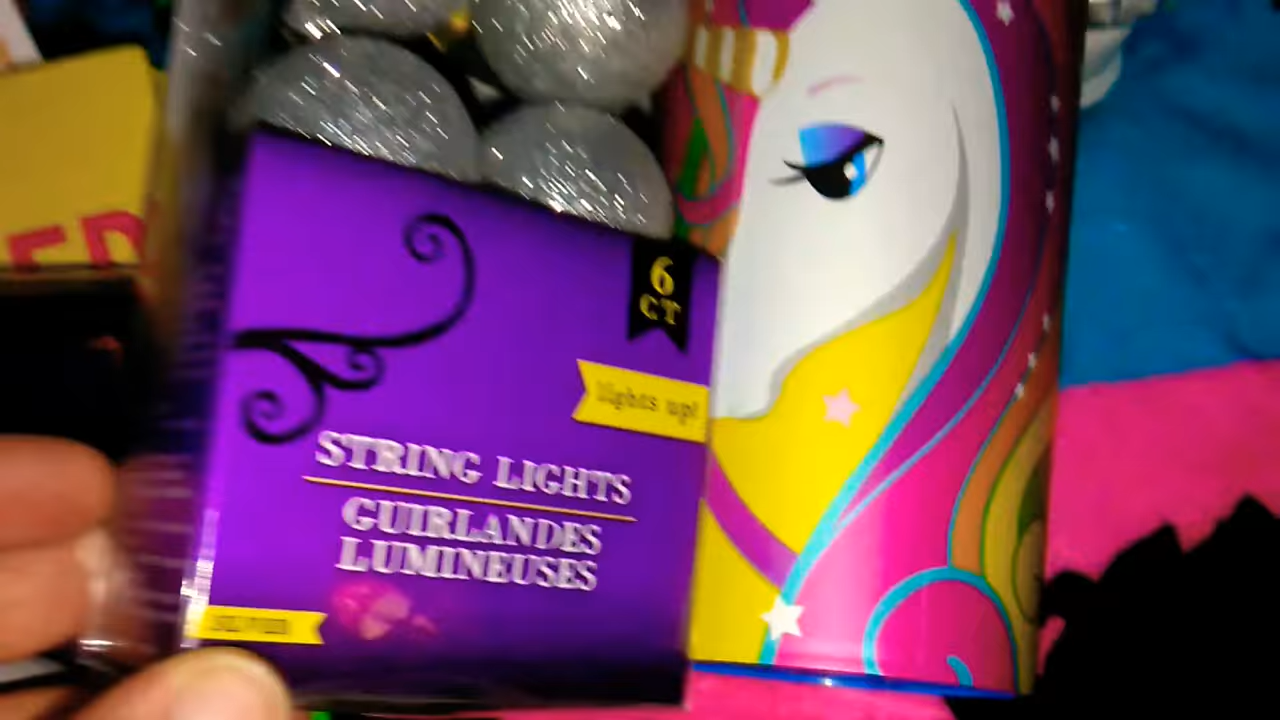 6
CT
lights up!
STRING LIGHTS
GUIRLANDES
LUMINEUSES